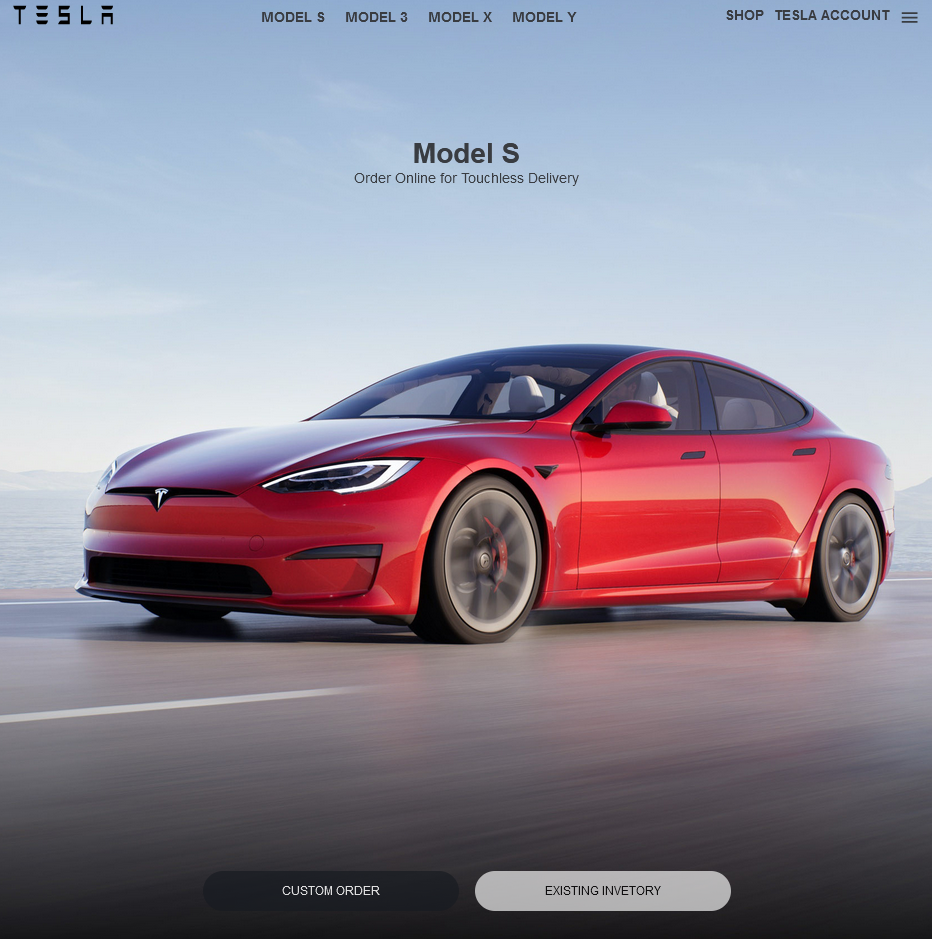 TESLA
MODEL S MODEL 3 MODEL X MODEL Y
SHOP TESLA ACCOUNT
Model S
Order Online for Touchless Delivery
CUSTOM ORDER
EXISTING INVETORY